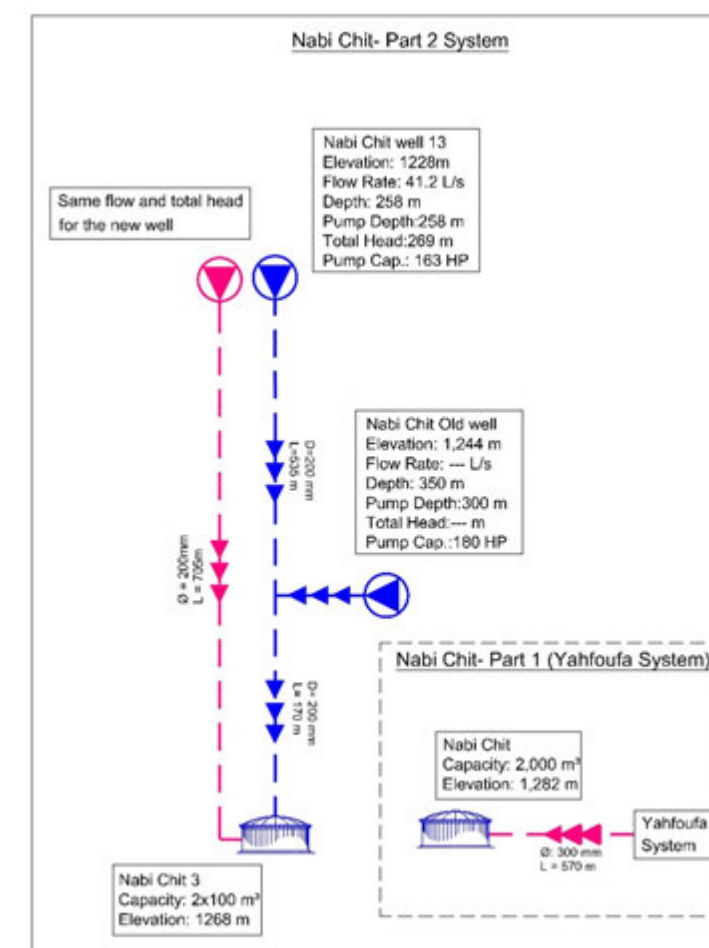 Nabi Chit- Part 2 System
Nabi Chit well 13
Elevation: 1228m
Flow Rate: 41.2 L/s
Depth: 258 m
Pump Depth:258 m
Total Head:269 m
Pump Cap.: 163 HP
Same flow and total head
for the new well
D=200 mm
L=535 m
Nabi Chit Old well
Elevation: 1,244 m
Flow Rate: --- L/s
Depth: 350 m
Pump Depth:300 m
Total Head:--- m
Pump Cap.:180 HP
Ø = 200mm
L = 705m
D= 200 mm
L= 170 m
Nabi Chit- Part 1 (Yahfoufa System)
Nabi Chit
Capacity: 2,000 m³
Elevation: 1,282 m
Yahfoufa
System
Ø: 300 mm
L = 570 m
Nabi Chit 3
Capacity: 2x100 m³
Elevation: 1268 m